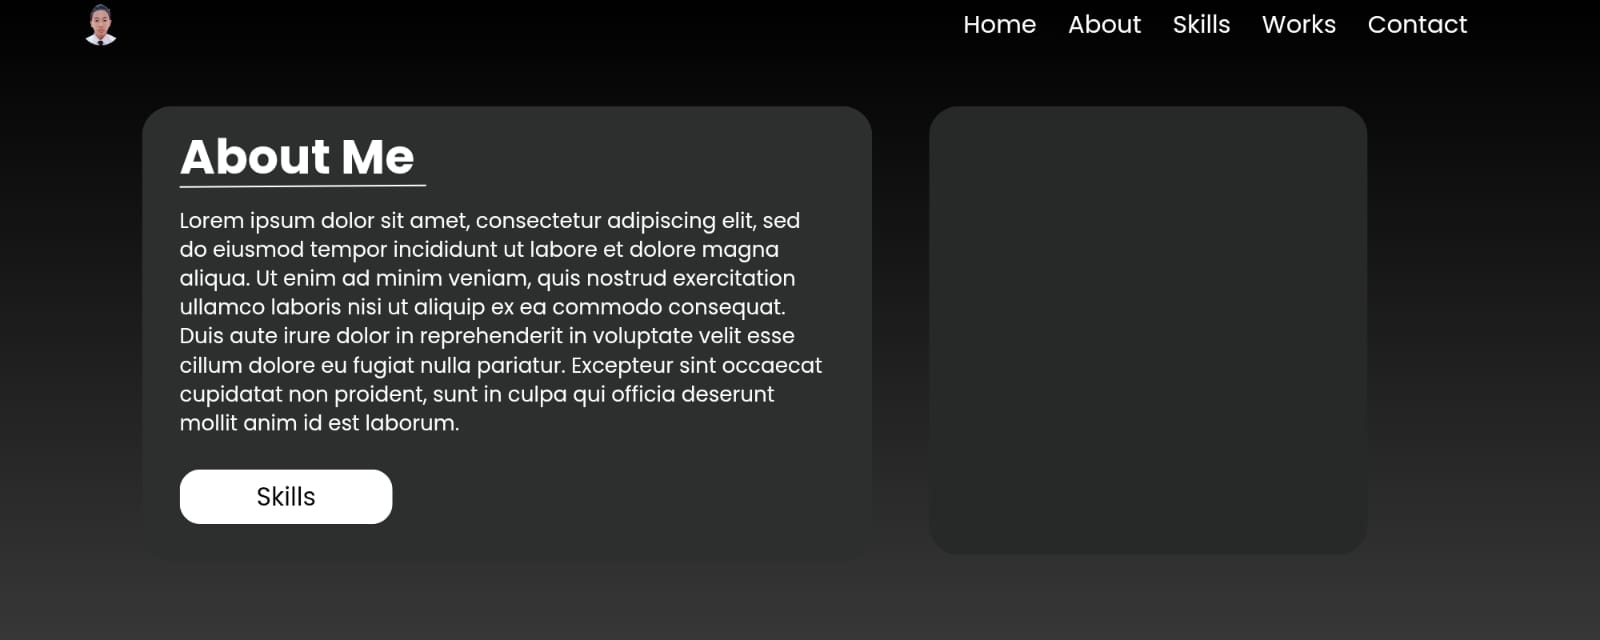 Home About Skills Works Contact
About Me
Lorem ipsum dolor sit amet, consectetur adipiscing elit, sed
do eiusmod tempor incididunt ut labore et dolore magna
aliqua. Ut enim ad minim veniam, quis nostrud exercitation
ullamco laboris nisi ut aliquip ex ea commodo consequat.
Duis aute irure dolor in reprehenderit in voluptate velit esse
cillum dolore eu fugiat nulla pariatur. Excepteur sint occaecat
cupidatat non proident, sunt in culpa qui officia deserunt
mollit anim id est laborum.
Skills